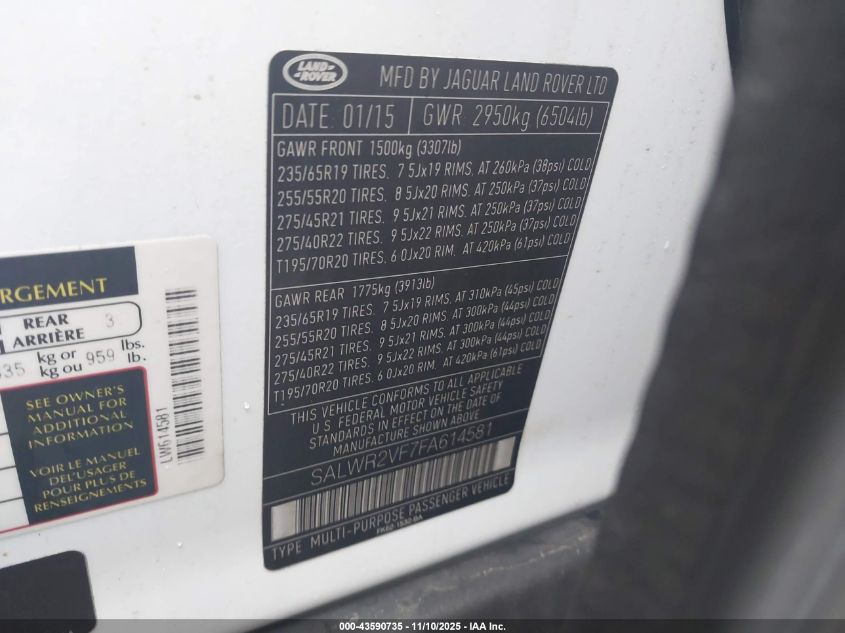 LAND ROVER
MFD BY JAGUAR LAND ROVER LTD
DATE: 01/15 GWR: 2950kg (6504lb)
GAWR FRONT 1500kg (3307lb)
235/65R19 TIRES. 7 5Jx19 RIMS. AT 260kPa (38psi) COLD
255/55R20 TIRES. 8 5Jx20 RIMS. AT 250kPa (37psi) COLD
275/45R21 TIRES. 9 5Jx21 RIMS. AT 250kPa (37psi) COLD
275/40R22 TIRES. 9 5Jx22 RIMS. AT 250kPa (37psi) COLD
T195/70R20 TIRES. 6 0Jx20 RIM. AT 420kPa (61psi) COLD
GAWR REAR 1775kg (3913lb)
235/65R19 TIRES. 7 5Jx19 RIMS. AT 310kPa (45psi) COLD
255/55R20 TIRES. 8 5Jx20 RIMS. AT 300kPa (44psi) COLD
275/45R21 TIRES. 9 5Jx21 RIMS. AT 300kPa (44psi) COLD
275/40R22 TIRES. 9 5Jx22 RIMS. AT 300kPa (44psi) COLD
T195/70R20 TIRES. 6 0Jx20 RIM. AT 420kPa (61psi) COLD
THIS VEHICLE CONFORMS TO ALL APPLICABLE
U S FEDERAL MOTOR VEHICLE SAFETY
STANDARDS IN EFFECT ON THE DATE OF
MANUFACTURE SHOWN ABOVE
SALWR2VF7FA614581
TYPE MULTI-PURPOSE PASSENGER VEHICLE
RGEMENT
REAR
ARRIÈRE 3
35 kg or
kg ou 959 lbs.
lb.
SEE OWNER'S
MANUAL FOR
ADDITIONAL
INFORMATION
VOIR LE MANUEL
DEL'USAGER
POUR PLUS DE
RENSEIGNEMENTS
LW614581
000-43590735 - 11/10/2025 - IAA Inc.